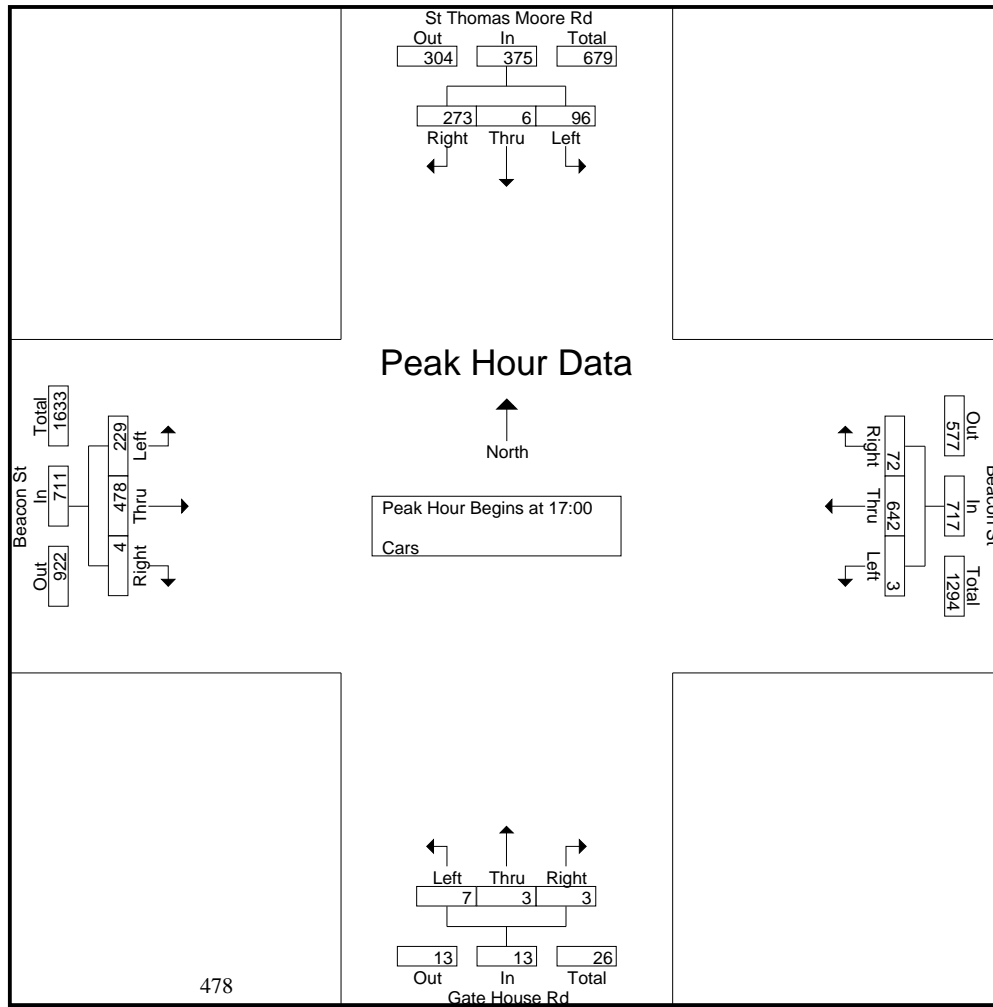 St Thomas Moore Rd
Out In Total
304 375 679
273 6 96
Right Thru Left
Peak Hour Data
North
Peak Hour Begins at 17:00
Cars
Beacon St
Total In Out
1633 711 922
229 478 4
Left Thru Right
Right Thru Left
72 642 3
Out In Total
577 717 1294
Beacon St
Left Thru Right
7 3 3
13 13 26
Out In Total
Gate House Rd
478